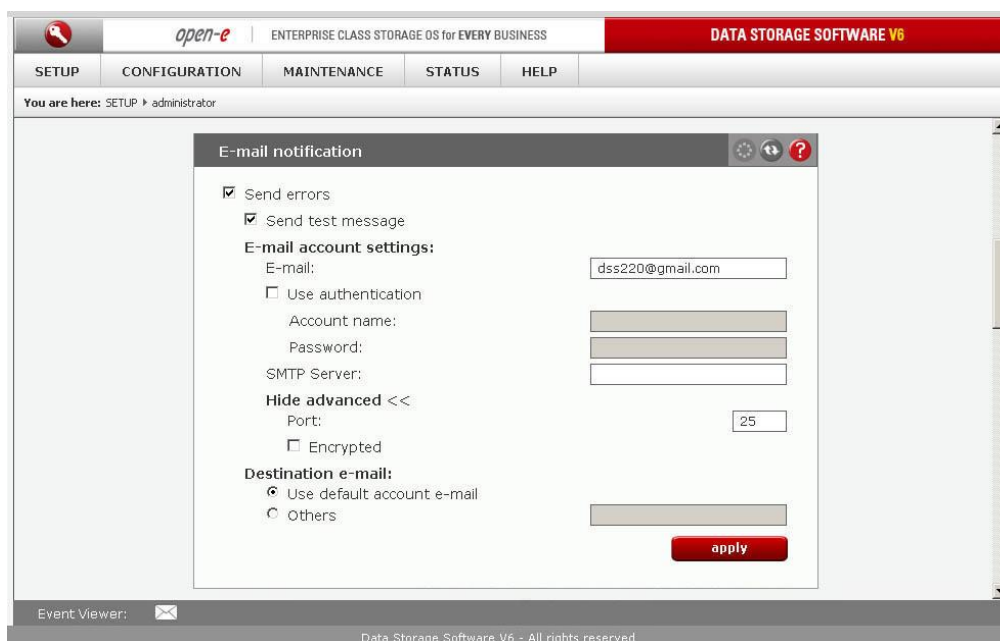 open-e ENTERPRISE CLASS STORAGE OS for EVERY BUSINESS DATA STORAGE SOFTWARE V6
SETUP CONFIGURATION MAINTENANCE STATUS HELP
You are here: SETUP administrator
E-mail notification
?
Send errors
Send test message
E-mail account settings:
E-mail: dss220@gmail.com
Use authentication
Account name:
Password:
SMTP Server:
Hide advanced <<
Port: 25
Encrypted
Destination e-mail:
Use default account e-mail
Others
apply
Event Viewer:
Data Storage Software V6 - All rights reserved